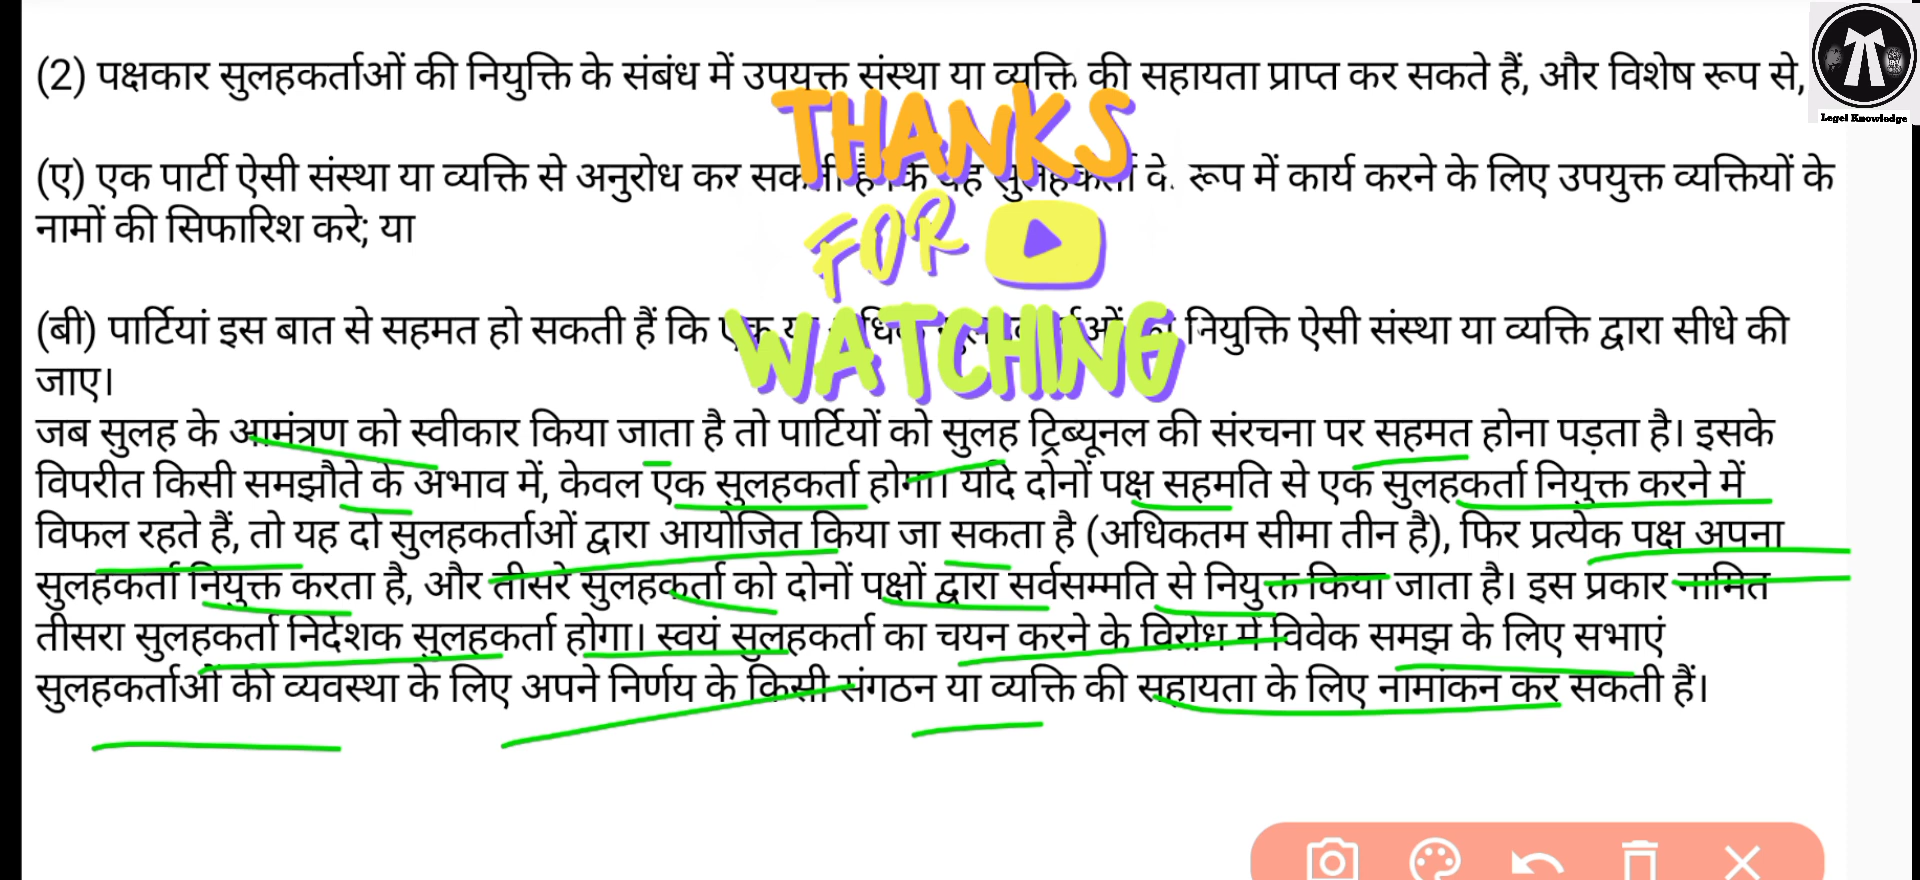 (2) पक्षकार सुलहकर्ताओं की नियुक्ति के संबंध में उपयुक्त संस्था या व्यक्ति की सहायता प्राप्त कर सकते हैं, और विशेष रूप से,
Legel Knowledge
THANKS
(ए) एक पार्टी ऐसी संस्था या व्यक्ति से अनुरोध कर सकती है कि वह सुलहकर्ता के रूप में कार्य करने के लिए उपयुक्त व्यक्तियों के
नामों की सिफारिश करे; या
FOR
(बी) पार्टियां इस बात से सहमत हो सकती हैं कि एक या नियुक्ति ऐसी संस्था या व्यक्ति द्वारा सीधे की
WATCHING
जाए।
जब सुलह के आमंत्रण को स्वीकार किया जाता है तो पार्टियों को सुलह ट्रिब्यूनल की संरचना पर सहमत होना पड़ता है। इसके
विपरीत किसी समझौते के अभाव में, केवल एक सुलहकर्ता होगा। यदि दोनों पक्ष सहमति से एक सुलहकर्ता नियुक्त करने में
विफल रहते हैं, तो यह दो सुलहकर्ताओं द्वारा आयोजित किया जा सकता है (अधिकतम सीमा तीन है), फिर प्रत्येक पक्ष अपना
सुलहकर्ता नियुक्त करता है, और तीसरे सुलहकर्ता को दोनों पक्षों द्वारा सर्वसम्मति से नियुक्त किया जाता है। इस प्रकार नामित
तीसरा सुलहकर्ता निर्देशक सुलहकर्ता होगा। स्वयं सुलहकर्ता का चयन करने के विरोध में विवेक समझ के लिए सभाएं
सुलहकर्ताओं की व्यवस्था के लिए अपने निर्णय के किसी संगठन या व्यक्ति की सहायता के लिए नामांकन कर सकती हैं।